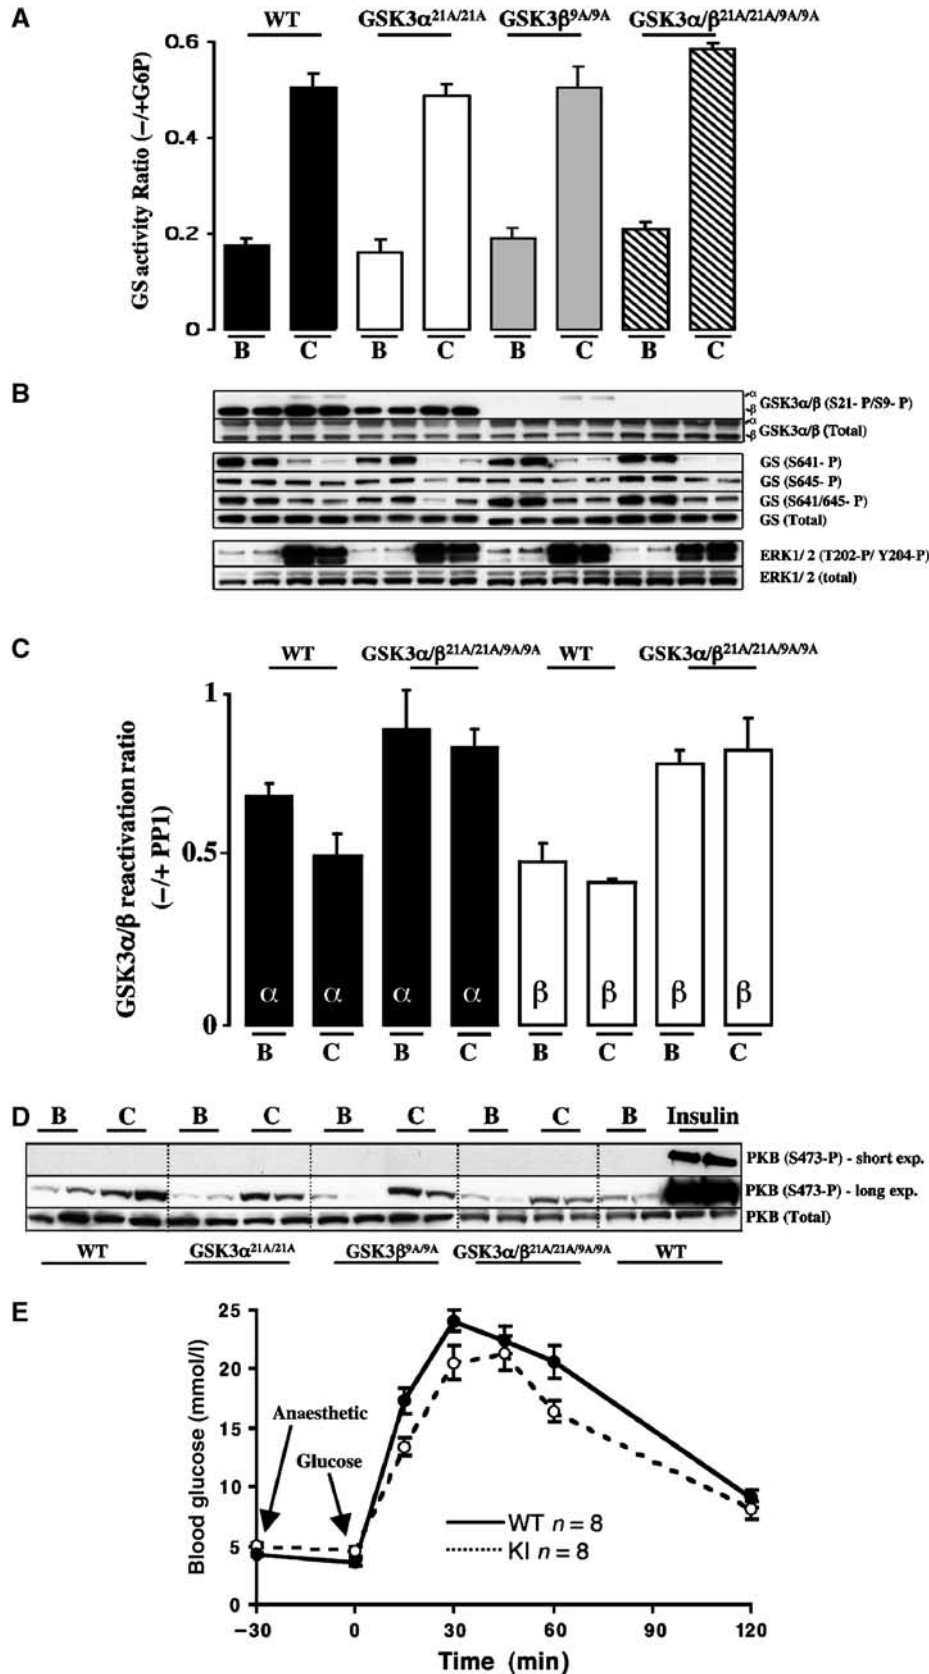 A
WT GSK3α21A/21A GSK3β9A/9A GSK3α/β21A/21A/9A/9A
GS activity Ratio (−/+G6P)
0.6
0.4
0.2
0
B C B C B C B C
B
α
β
GSK3α/β (S21- P/S9- P)
α
β
GSK3α/β (Total)
GS (S641- P)
GS (S645- P)
GS (S641/645- P)
GS (Total)
ERK1/ 2 (T202-P/ Y204-P)
ERK1/ 2 (total)
C
WT GSK3α/β21A/21A/9A/9A WT GSK3α/β21A/21A/9A/9A
GSK3α/β reactivation ratio
(−/+ PP1)
1
0.5
0
α α α α β β β β
B C B C B C B C
D
B C B C B C B C B Insulin
PKB (S473-P) - short exp.
PKB (S473-P) - long exp.
PKB (Total)
WT GSK3α21A/21A GSK3β9A/9A GSK3α/β21A/21A/9A/9A WT
E
Blood glucose (mmol/l)
25
20
15
10
5
0
Anaesthetic
Glucose
WT n = 8
KI n = 8
−30 0 30 60 90 120
Time (min)